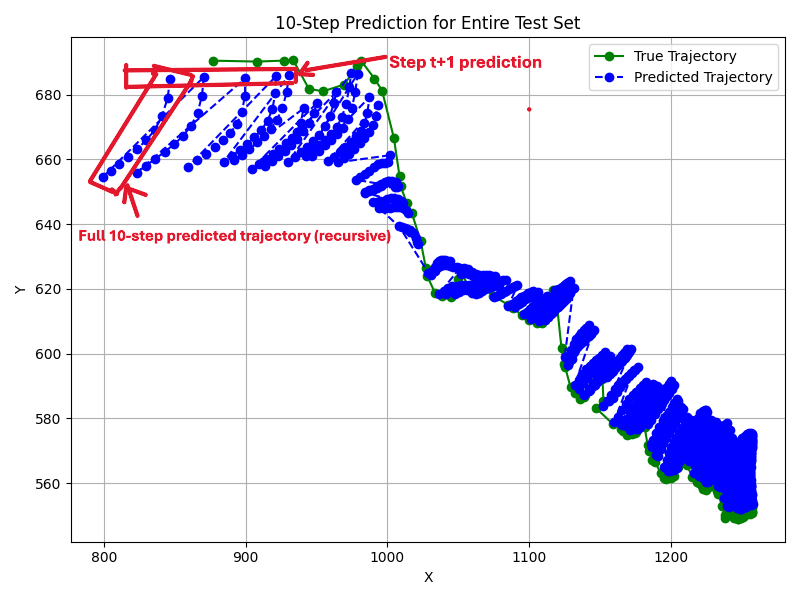 10-Step Prediction for Entire Test Set
Step t+1 prediction
True Trajectory
Predicted Trajectory
Full 10-step predicted trajectory (recursive)
Y
680
660
640
620
600
580
560
800
900
1000
1100
1200
X